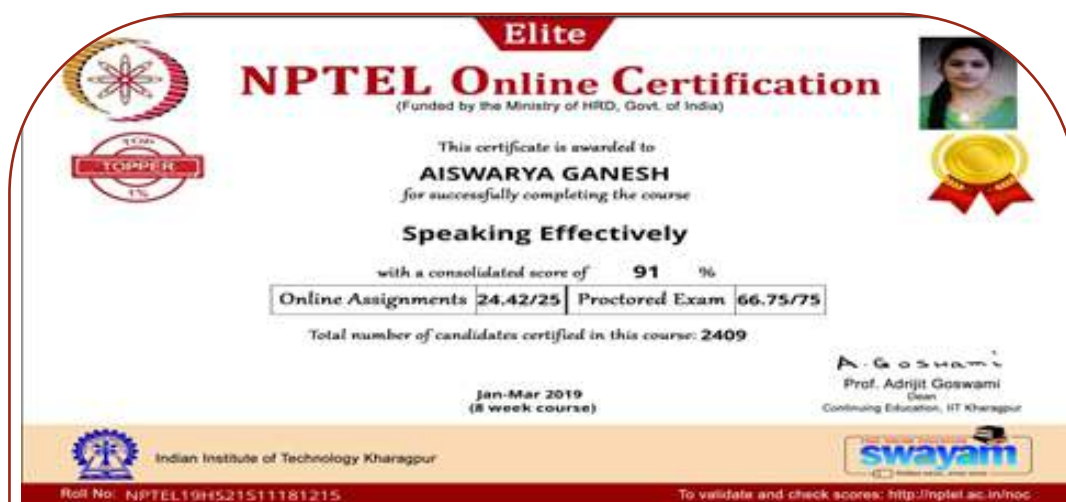 Elite
NPTEL Online Certification
(Funded by the Ministry of HRD, Govt. of India)
TOP
TOPPER
1%
This certificate is awarded to
AISWARYA GANESH
for successfully completing the course
Speaking Effectively
with a consolidated score of 91 %
Online Assignments 24.42/25 Proctored Exam 66.75/75
Total number of candidates certified in this course: 2409
A. Goswami
Jan-Mar 2019
(8 week course)
Prof. Adrijit Goswami
Dean
Continuing Education, IIT Kharagpur
Indian Institute of Technology Kharagpur
swayam
Roll No: NPTEL19HS21S11181215
To validate and check scores: http://nptel.ac.in/noc